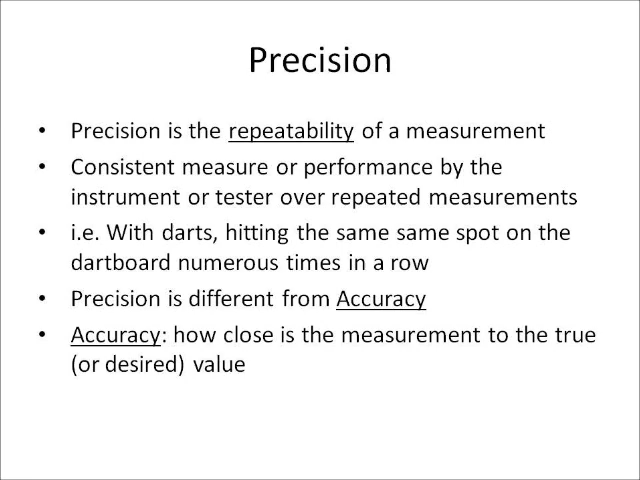 Precision
• Precision is the repeatability of a measurement
• Consistent measure or performance by the
instrument or tester over repeated measurements
• i.e. With darts, hitting the same same spot on the
dartboard numerous times in a row
• Precision is different from Accuracy
• Accuracy: how close is the measurement to the true
(or desired) value